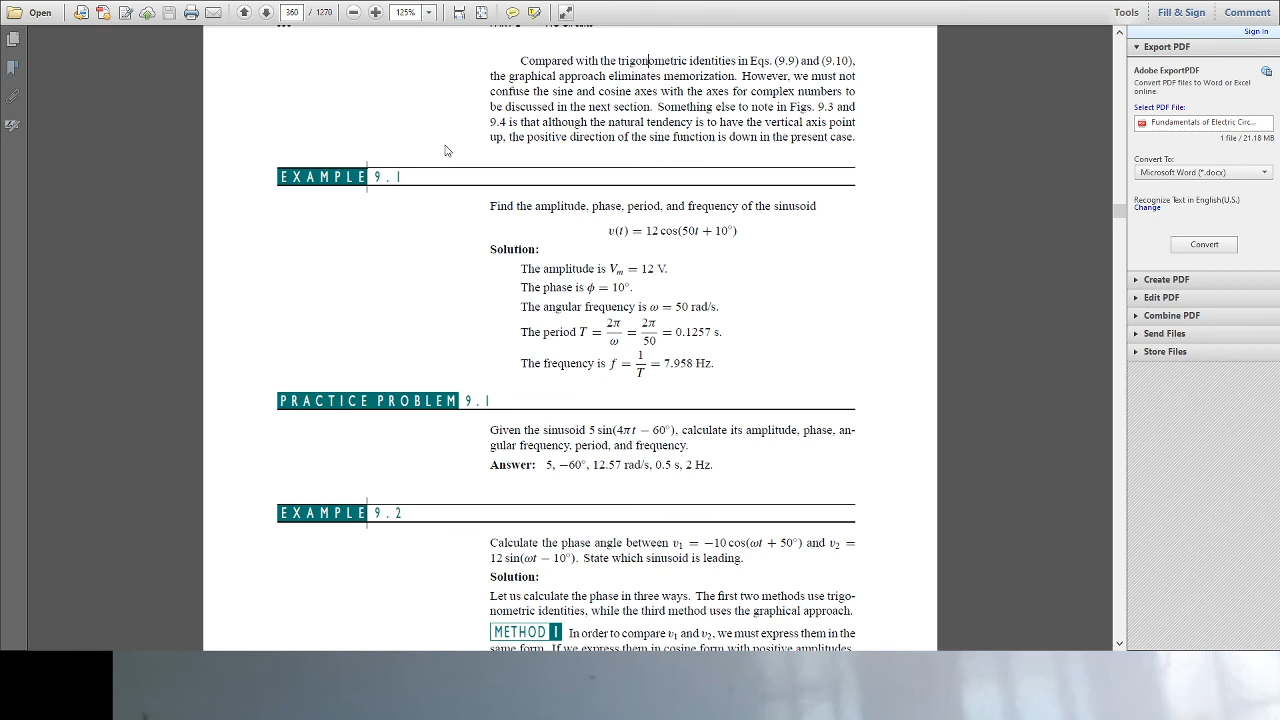 Open 360 / 1270 125% Tools Fill & Sign Comment
Sign In
Compared with the trigonometric identities in Eqs. (9.9) and (9.10),
the graphical approach eliminates memorization. However, we must not
confuse the sine and cosine axes with the axes for complex numbers to
be discussed in the next section. Something else to note in Figs. 9.3 and
9.4 is that although the natural tendency is to have the vertical axis point
up, the positive direction of the sine function is down in the present case.
EXAMPLE 9.1
Find the amplitude, phase, period, and frequency of the sinusoid
v(t) = 12 cos(50t + 10°)
Solution:
The amplitude is Vm = 12 V.
The phase is ϕ = 10°.
The angular frequency is ω = 50 rad/s.
The period T = 2π/ω = 2π/50 = 0.1257 s.
The frequency is f = 1/T = 7.958 Hz.
PRACTICE PROBLEM 9.1
Given the sinusoid 5 sin(4πt − 60°), calculate its amplitude, phase, an-
gular frequency, period, and frequency.
Answer: 5, −60°, 12.57 rad/s, 0.5 s, 2 Hz.
EXAMPLE 9.2
Calculate the phase angle between v1 = −10 cos(ωt + 50°) and v2 =
12 sin(ωt − 10°). State which sinusoid is leading.
Solution:
Let us calculate the phase in three ways. The first two methods use trigo-
nometric identities, while the third method uses the graphical approach.
METHOD 1 In order to compare v1 and v2, we must express them in the
same form. If we express them in cosine form with positive amplitudes,
Export PDF
Adobe ExportPDF
Convert PDF files to Word or Excel
online.
Select PDF File:
Fundamentals of Electric Circ...
1 file / 21.18 MB
Convert To:
Microsoft Word (*.docx)
Recognize Text in English(U.S.)
Change
Convert
Create PDF
Edit PDF
Combine PDF
Send Files
Store Files